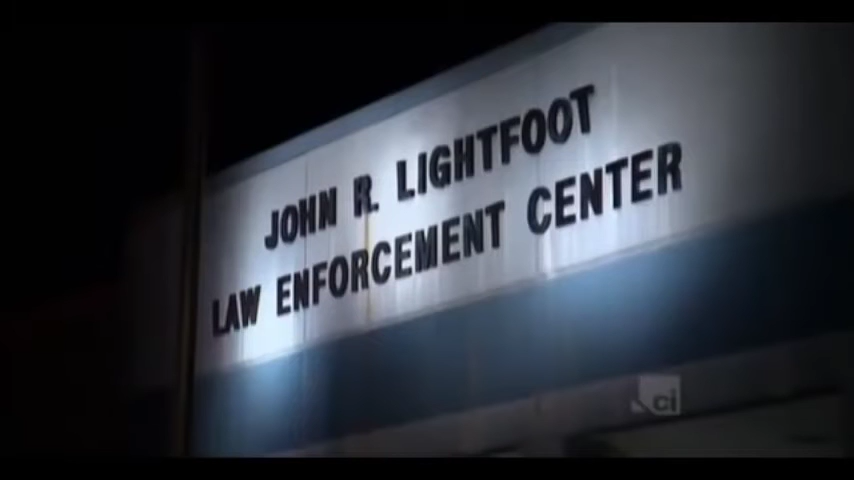 JOHN R. LIGHTFOOT
LAW ENFORCEMENT CENTER
ci